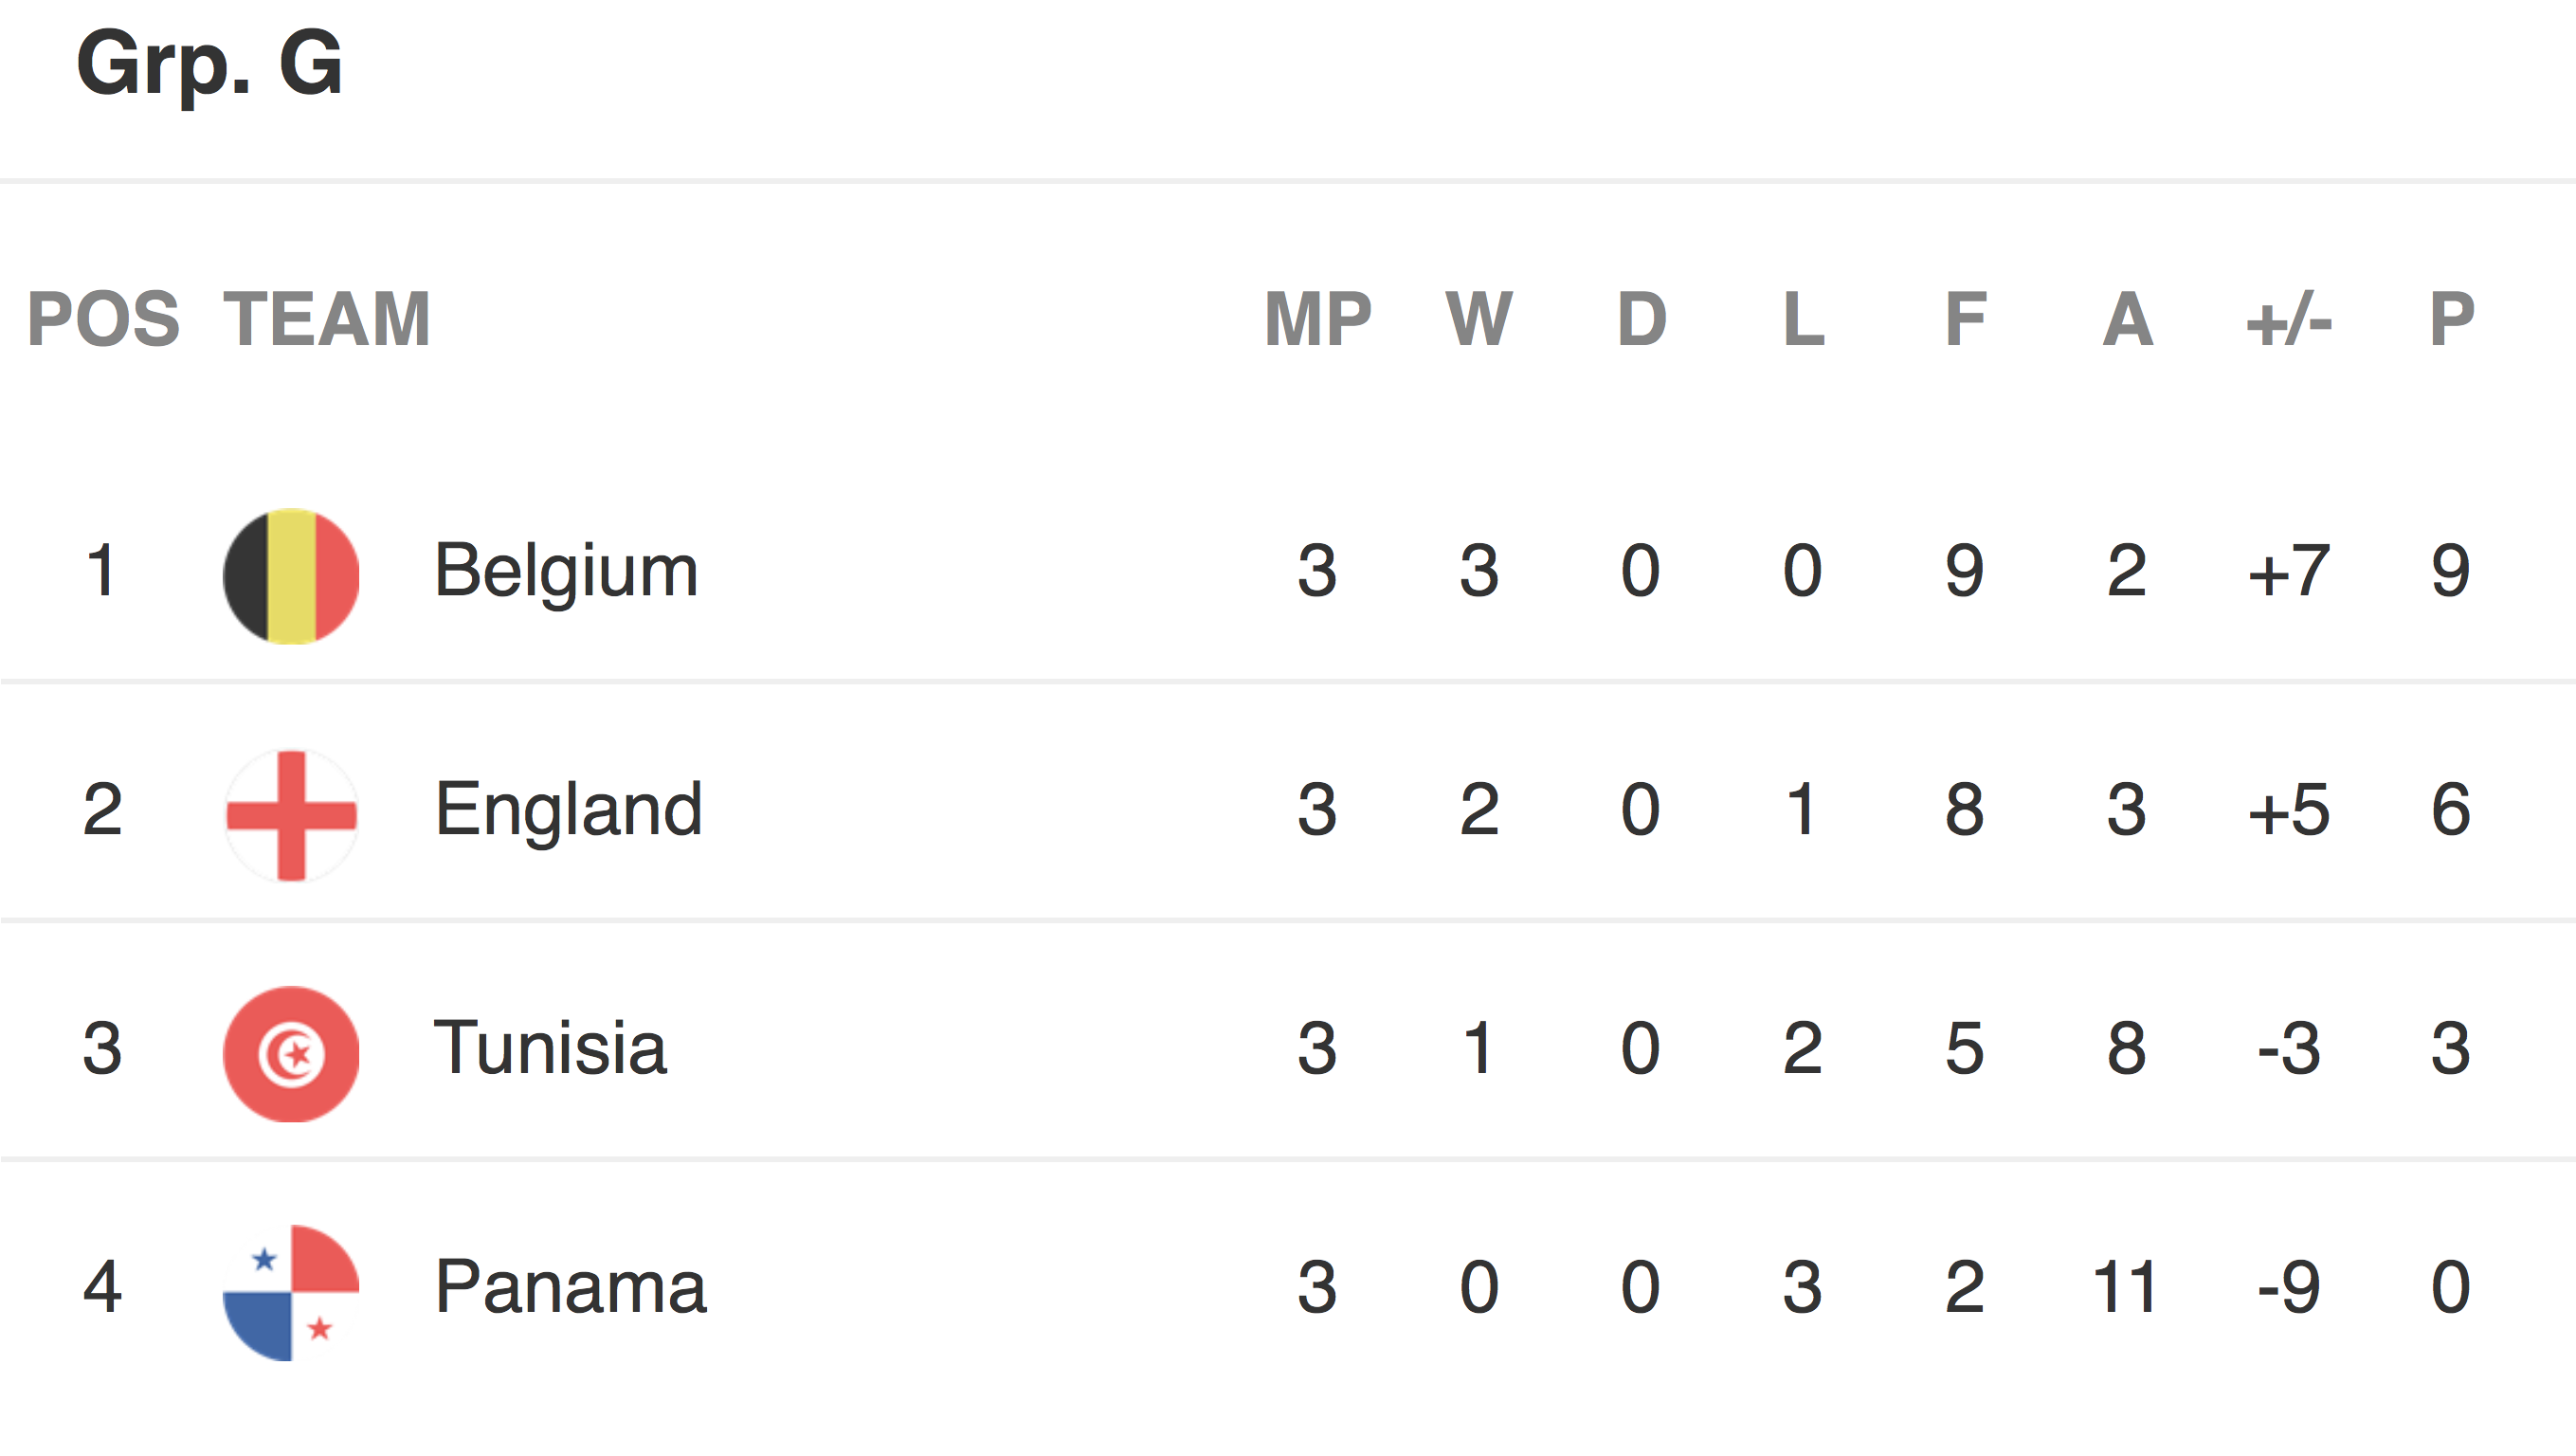 Grp. G
POS TEAM MP W D L F A +/- P
1 Belgium 3 3 0 0 9 2 +7 9
2 England 3 2 0 1 8 3 +5 6
3 Tunisia 3 1 0 2 5 8 -3 3
4 Panama 3 0 0 3 2 11 -9 0